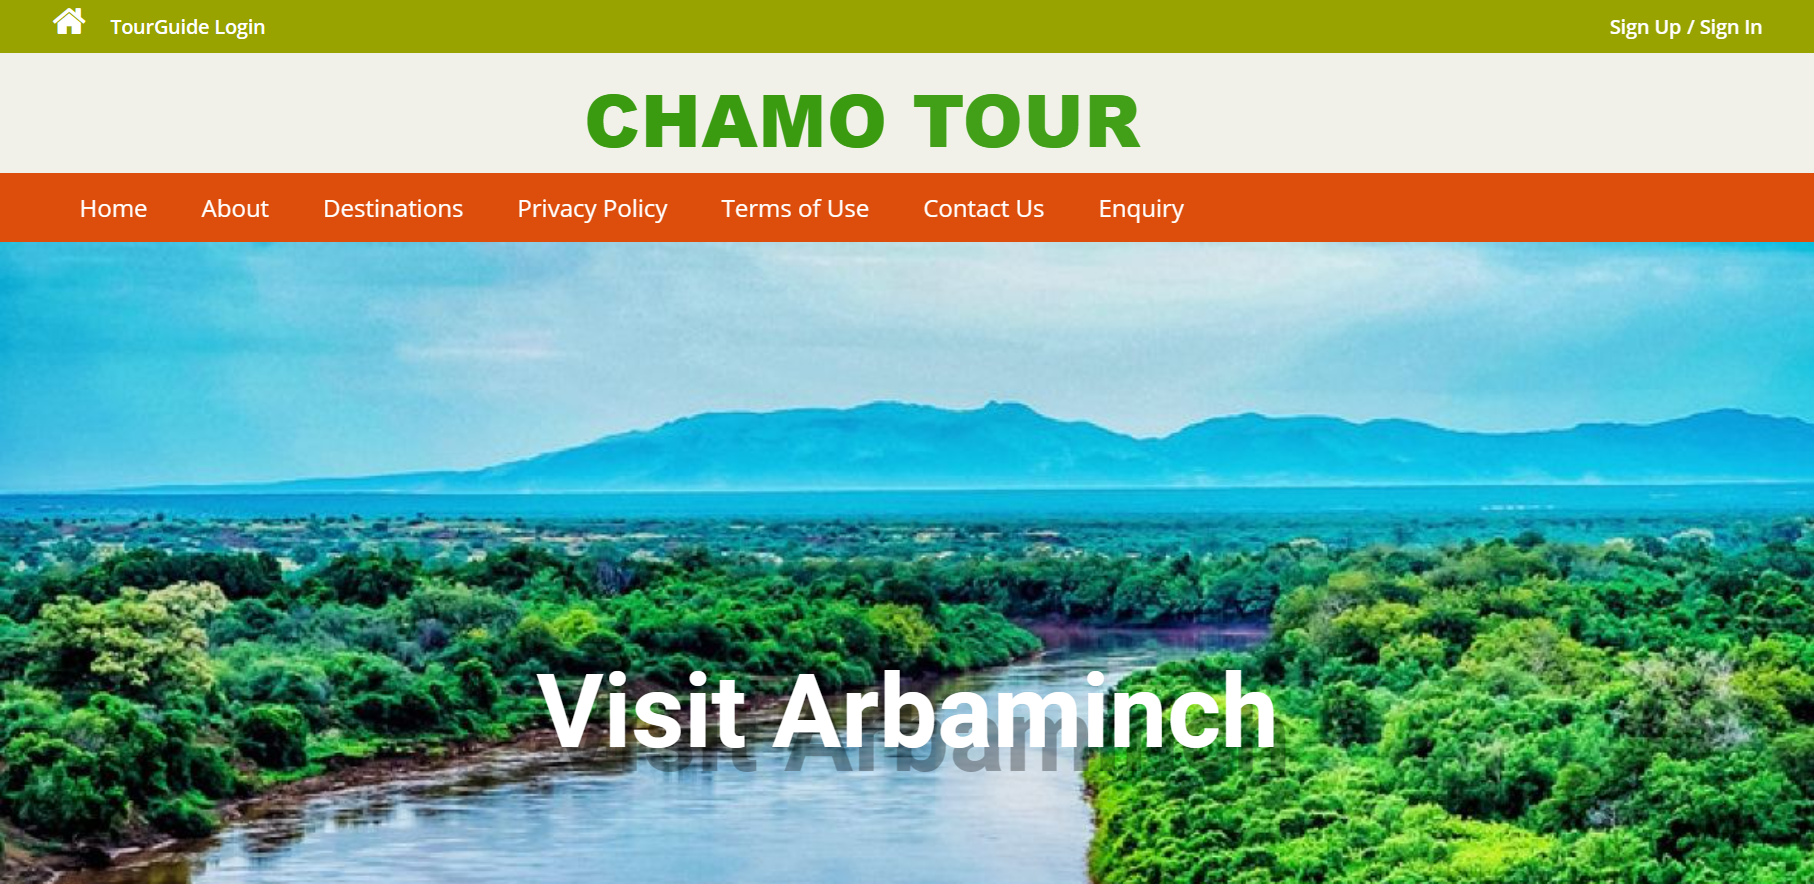 TourGuide Login
Sign Up / Sign In
CHAMO TOUR
Home About Destinations Privacy Policy Terms of Use Contact Us Enquiry
Visit Arbaminch